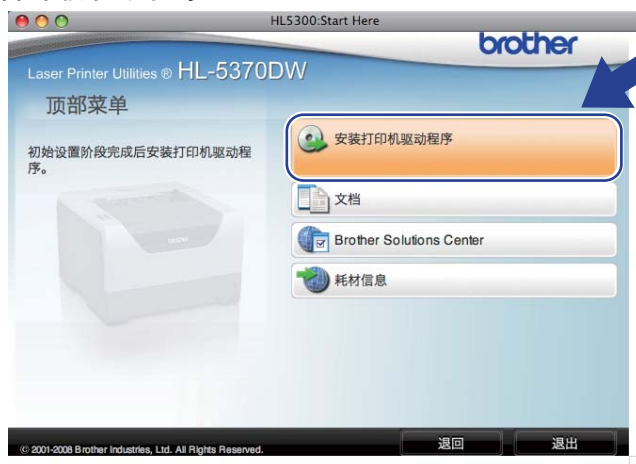 HL5300:Start Here
brother
Laser Printer Utilities ® HL-5370DW
顶部菜单
初始设置阶段完成后安装打印机驱动程
序。
安装打印机驱动程序
文档
Brother Solutions Center
耗材信息
© 2001-2008 Brother Industries, Ltd. All Rights Reserved.
退回
退出